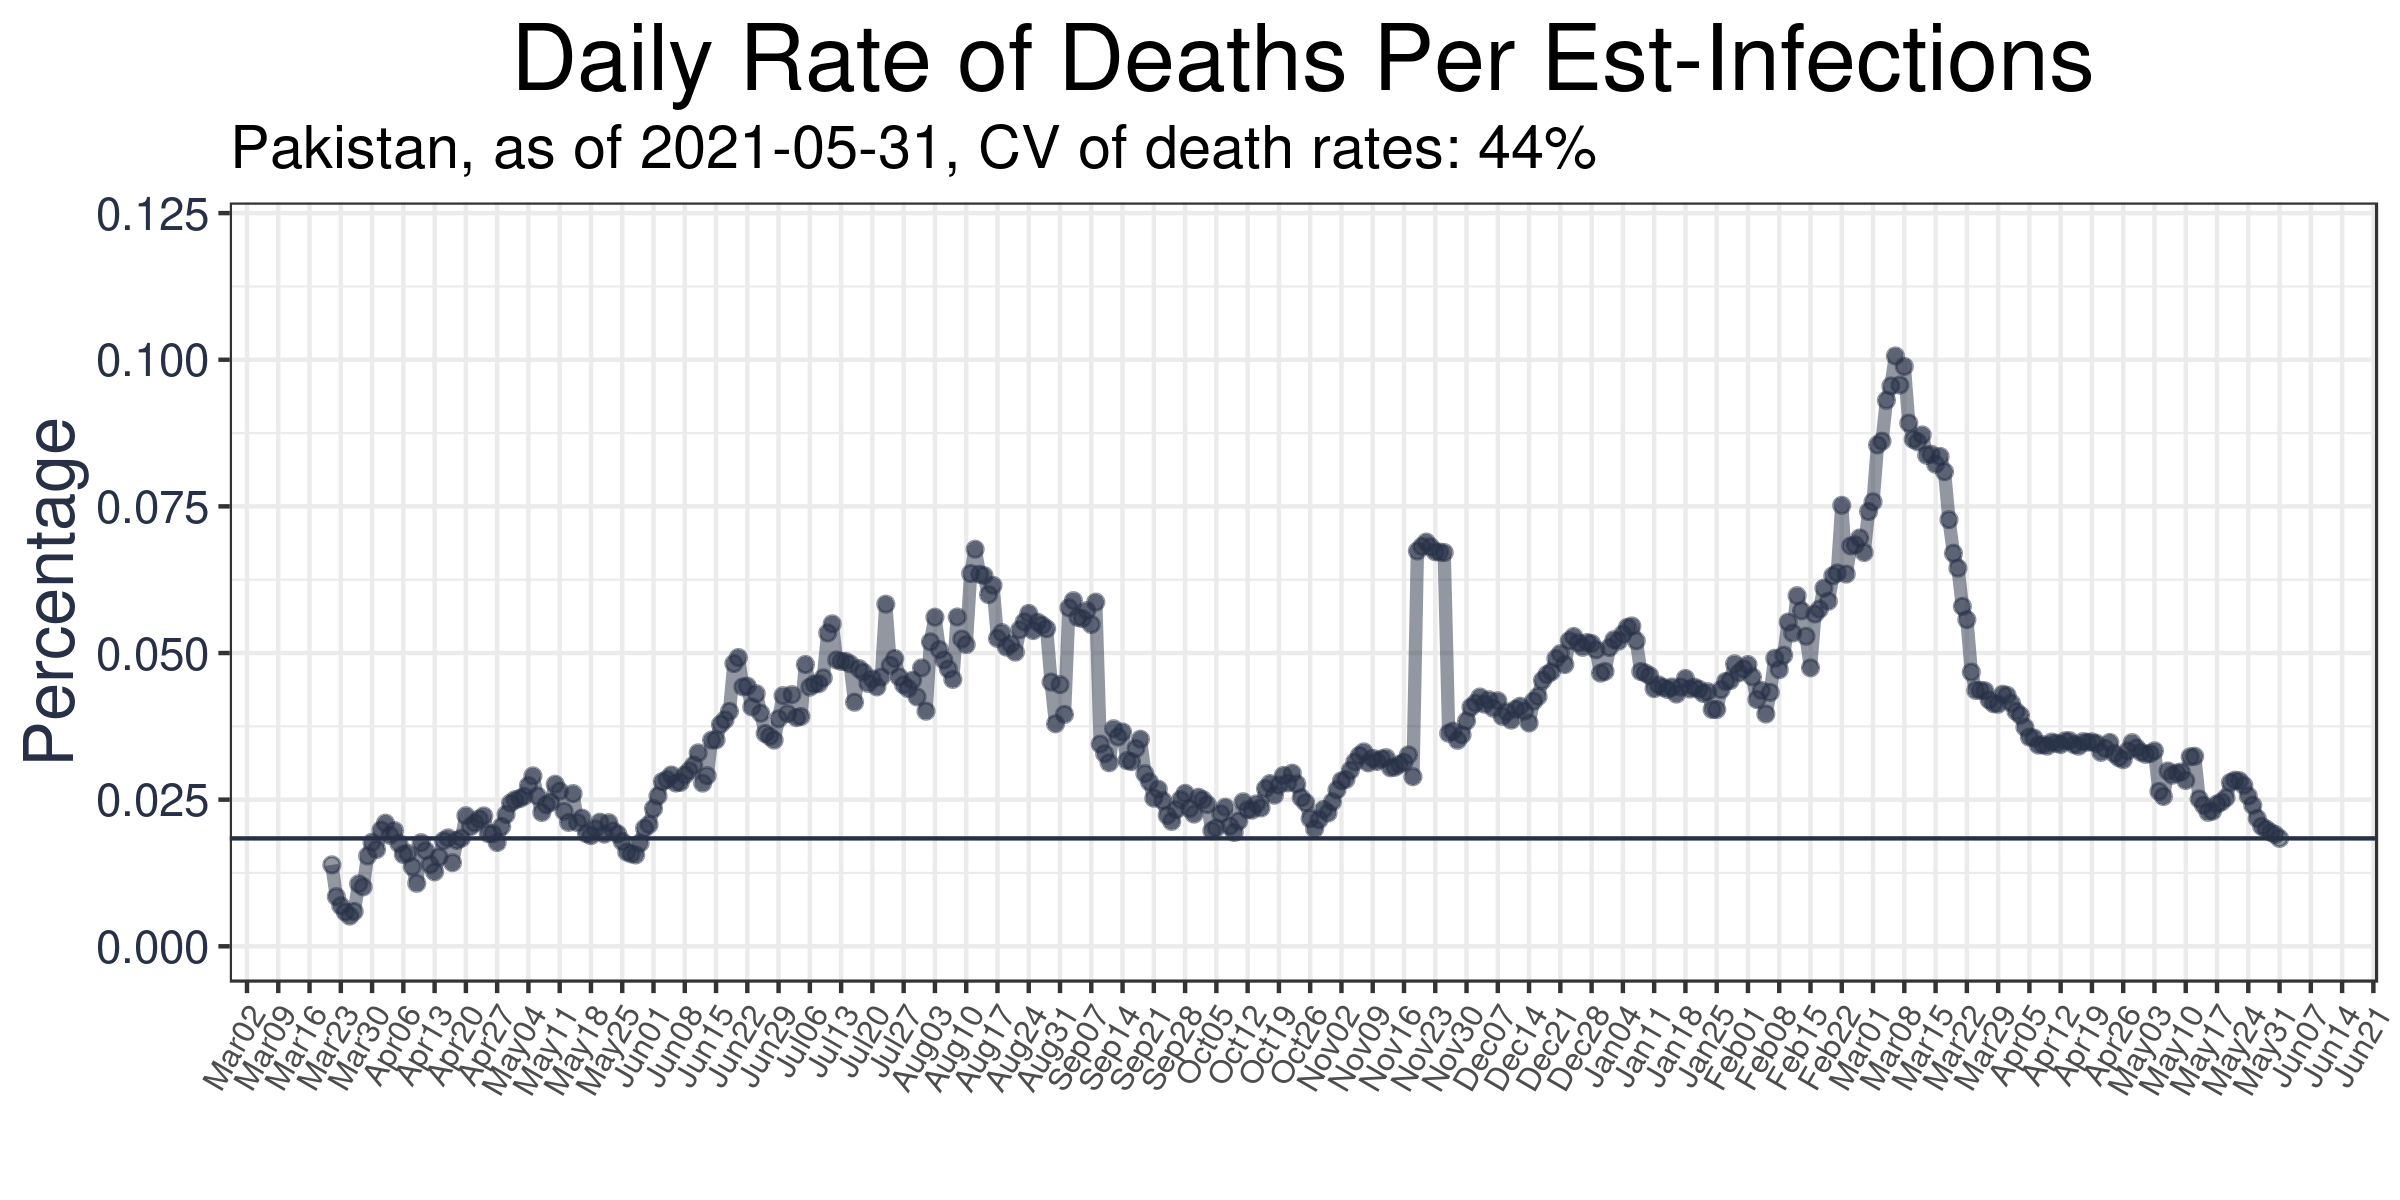 Daily Rate of Deaths Per Est-Infections
Pakistan, as of 2021-05-31, CV of death rates: 44%
Percentage
0.125
0.100
0.075
0.050
0.025
0.000
Mar02
Mar09
Mar16
Mar23
Mar30
Apr06
Apr13
Apr20
Apr27
May04
May11
May18
May25
Jun01
Jun08
Jun15
Jun22
Jun29
Jul06
Jul13
Jul20
Jul27
Aug03
Aug10
Aug17
Aug24
Aug31
Sep07
Sep14
Sep21
Sep28
Oct05
Oct12
Oct19
Oct26
Nov02
Nov09
Nov16
Nov23
Nov30
Dec07
Dec14
Dec21
Dec28
Jan04
Jan11
Jan18
Jan25
Feb01
Feb08
Feb15
Feb22
Mar01
Mar08
Mar15
Mar22
Mar29
Apr05
Apr12
Apr19
Apr26
May03
May10
May17
May24
May31
Jun07
Jun14
Jun21